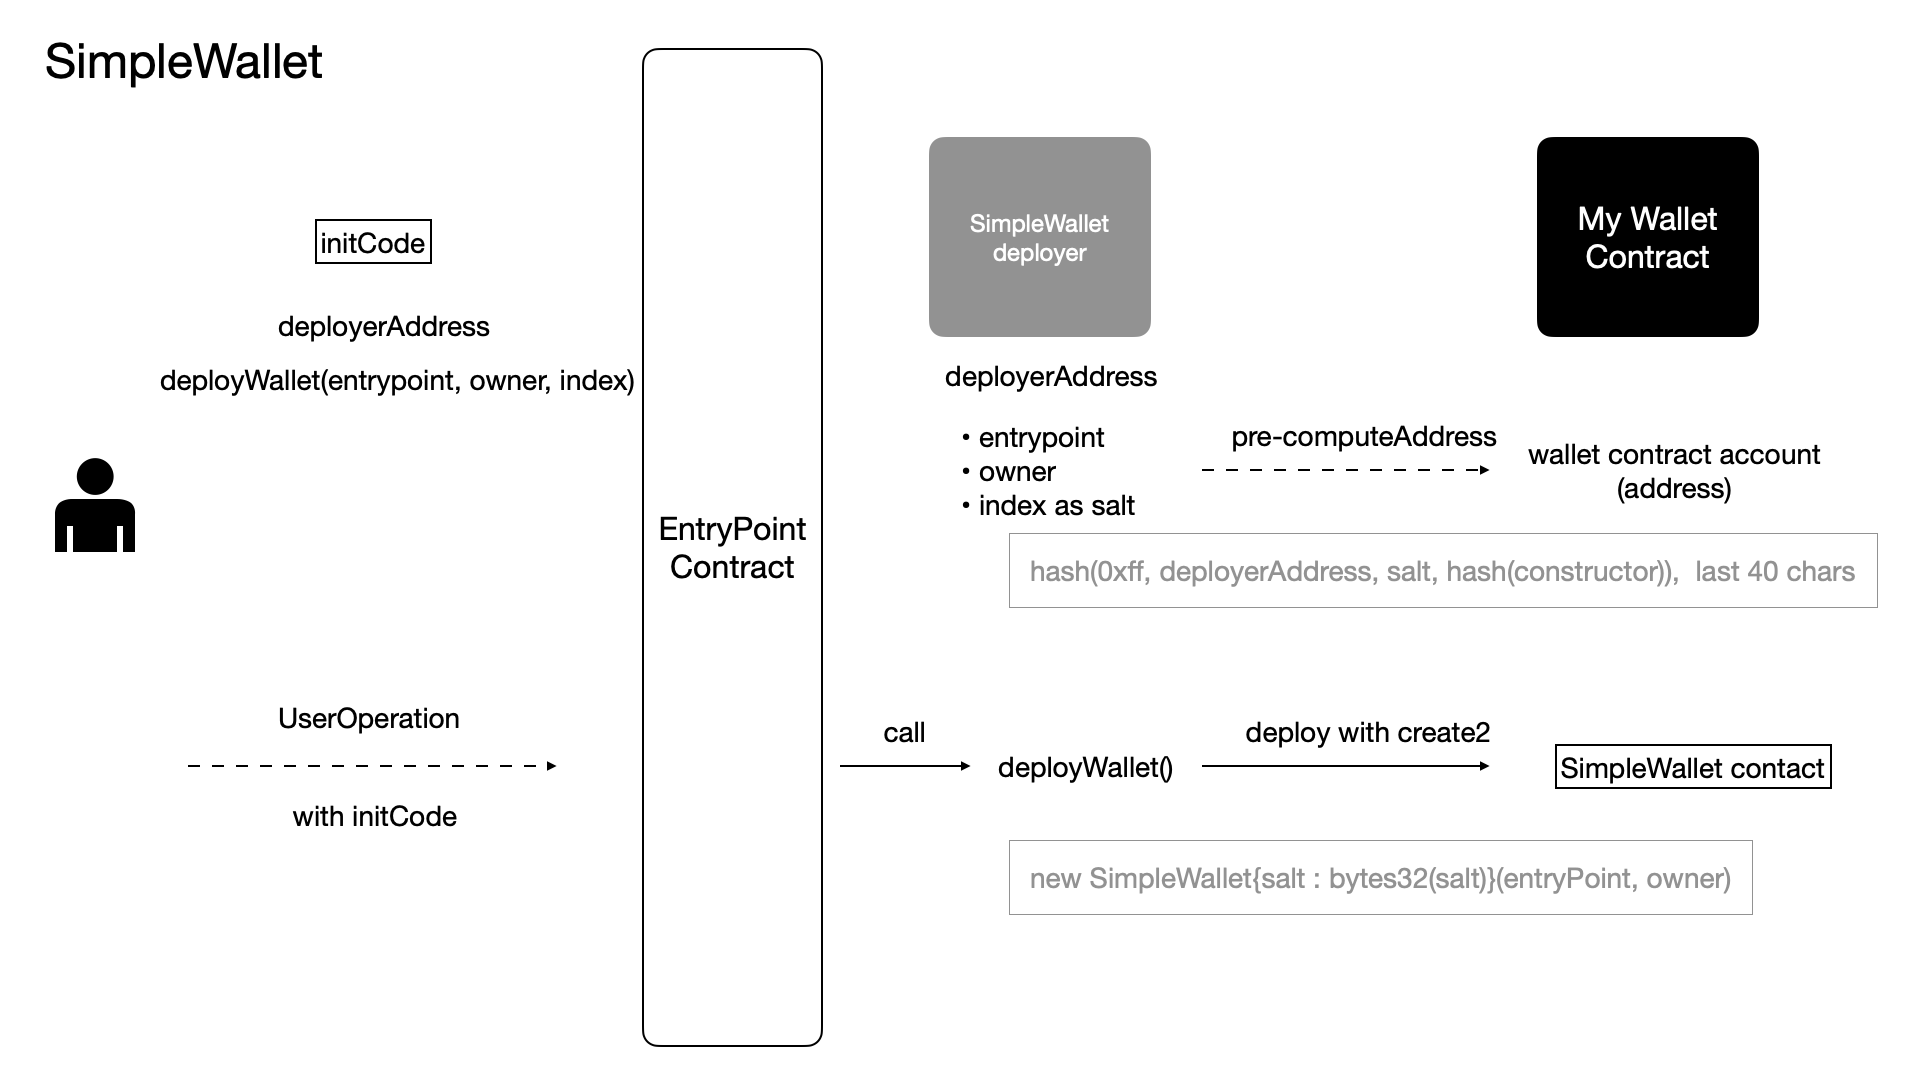 SimpleWallet
initCode
deployerAddress
deployWallet(entrypoint, owner, index)
UserOperation
with initCode
EntryPoint
Contract
SimpleWallet
deployer
deployerAddress
• entrypoint
• owner
• index as salt
pre-computeAddress
My Wallet
Contract
wallet contract account
(address)
hash(0xff, deployerAddress, salt, hash(constructor)),  last 40 chars
call
deployWallet()
deploy with create2
SimpleWallet contact
new SimpleWallet{salt : bytes32(salt)}(entryPoint, owner)